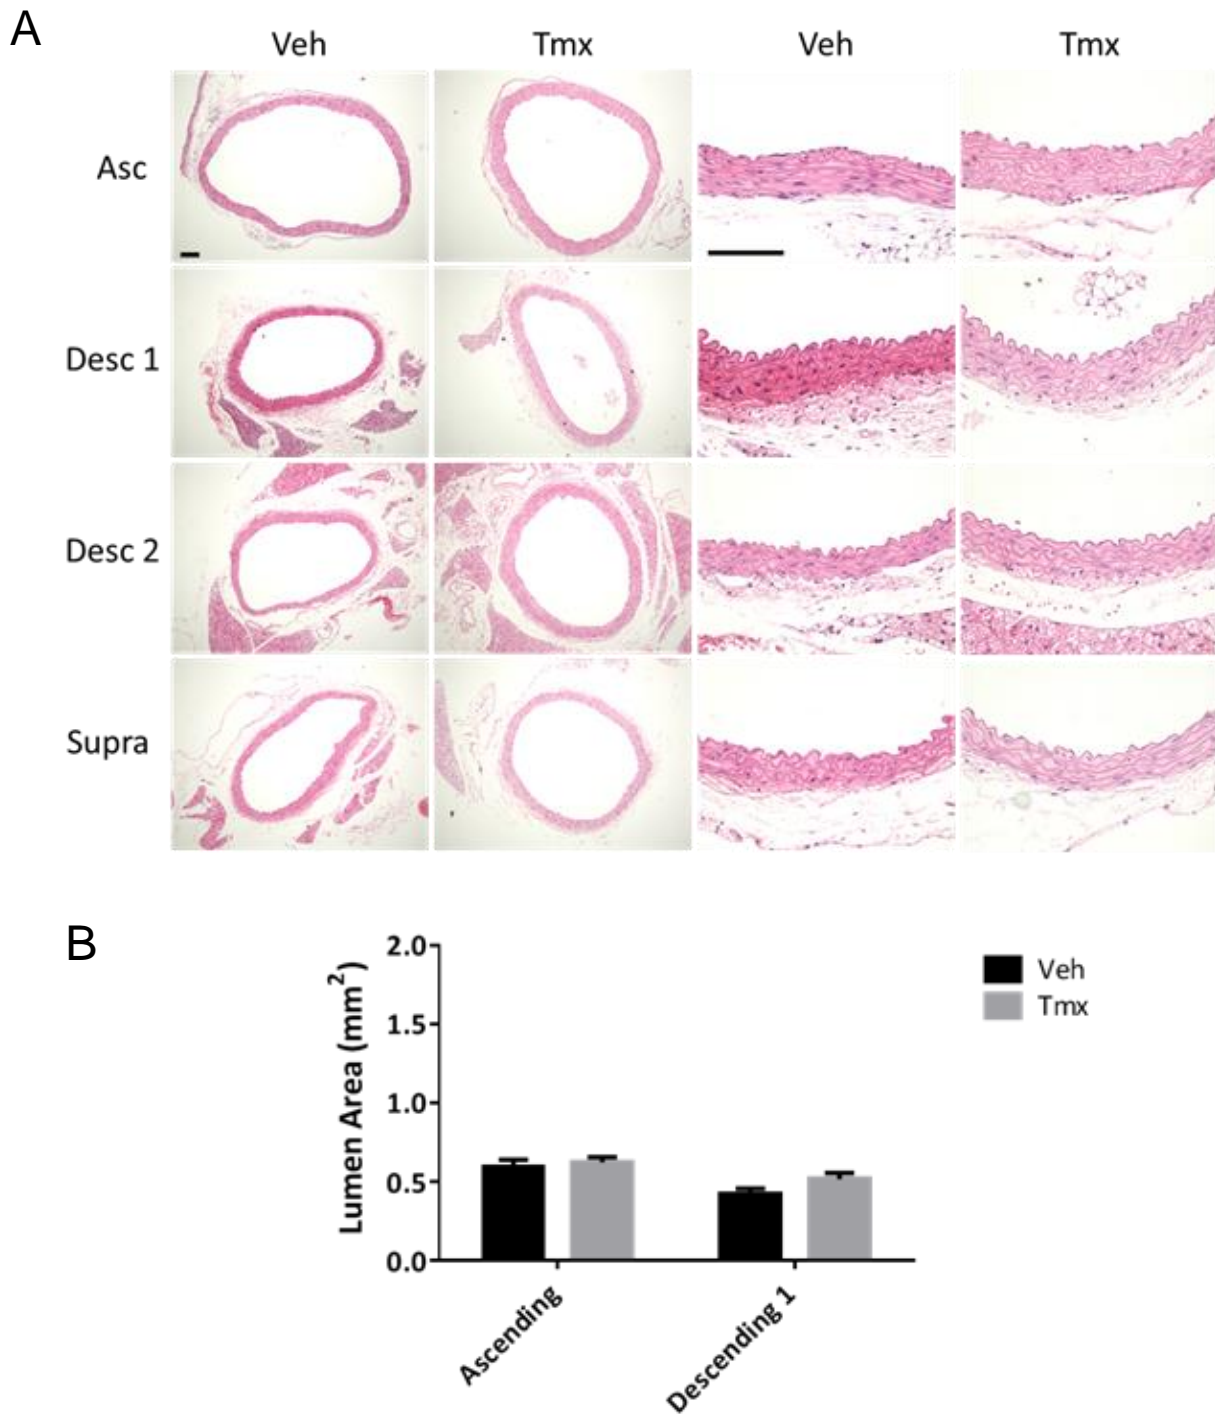 A
Veh Tmx Veh Tmx
Asc
Desc 1
Desc 2
Supra
B
Lumen Area (mm²)
2.0
1.5
1.0
0.5
0.0
Ascending
Descending 1
Veh
Tmx